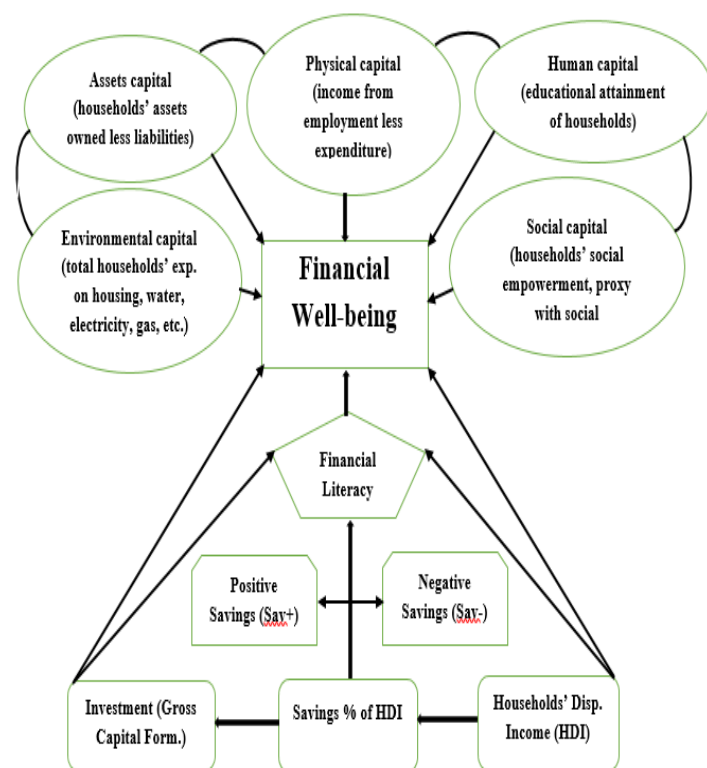 Assets capital
(households' assets
owned less liabilities)
Physical capital
(income from
employment less
expenditure)
Human capital
(educational attainment
of households)
Environmental capital
(total households' exp.
on housing, water,
electricity, gas, etc.)
Social capital
(households' social
empowerment, proxy
with social
Financial
Well-being
Financial
Literacy
Positive
Savings (Sav+)
Negative
Savings (Sav-)
Investment (Gross
Capital Form.)
Savings % of HDI
Households' Disp.
Income (HDI)